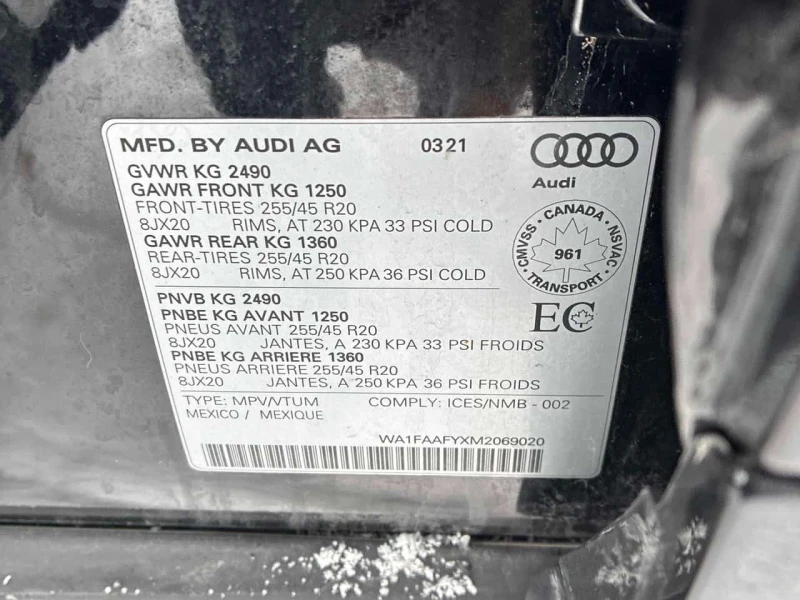 MFD. BY AUDI AG 0321
Audi
GVWR KG 2490
GAWR FRONT KG 1250
FRONT-TIRES 255/45 R20
8JX20 RIMS, AT 230 KPA 33 PSI COLD
GAWR REAR KG 1360
REAR-TIRES 255/45 R20
8JX20 RIMS, AT 250 KPA 36 PSI COLD
CANADA
CMVSS · NSVAC
961
TRANSPORT
PNVB KG 2490
PNBE KG AVANT 1250
PNEUS AVANT 255/45 R20
8JX20 JANTES, A 230 KPA 33 PSI FROIDS
PNBE KG ARRIERE 1360
PNEUS ARRIERE 255/45 R20
8JX20 JANTES, A 250 KPA 36 PSI FROIDS
EC
TYPE: MPV/VTUM COMPLY: ICES/NMB - 002
MEXICO / MEXIQUE
WA1FAAFYXM2069020